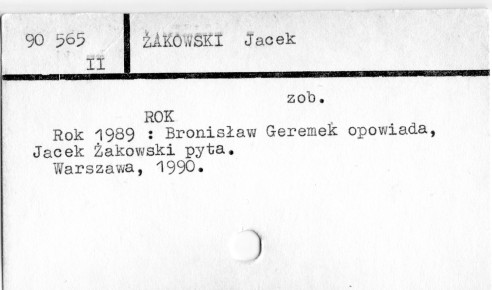 90 565
II
ŻAKOWSKI Jacek
zob.
ROK
Rok 1989 : Bronisław Geremek opowiada,
Jacek Żakowski pyta.
Warszawa, 1990.